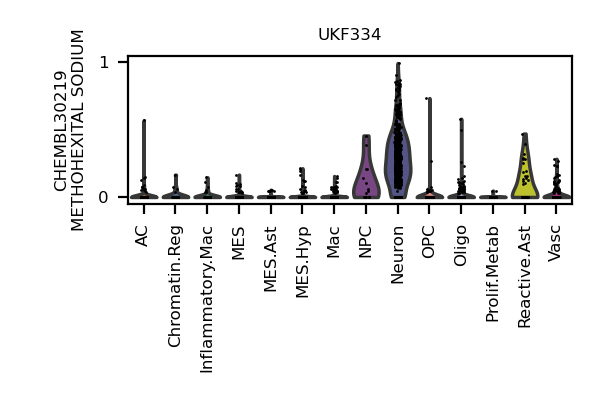 UKF334
CHEMBL30219
METHOHEXITAL SODIUM
1
0
AC
Chromatin.Reg
Inflammatory.Mac
MES
MES.Ast
MES.Hyp
Mac
NPC
Neuron
OPC
Oligo
Prolif.Metab
Reactive.Ast
Vasc